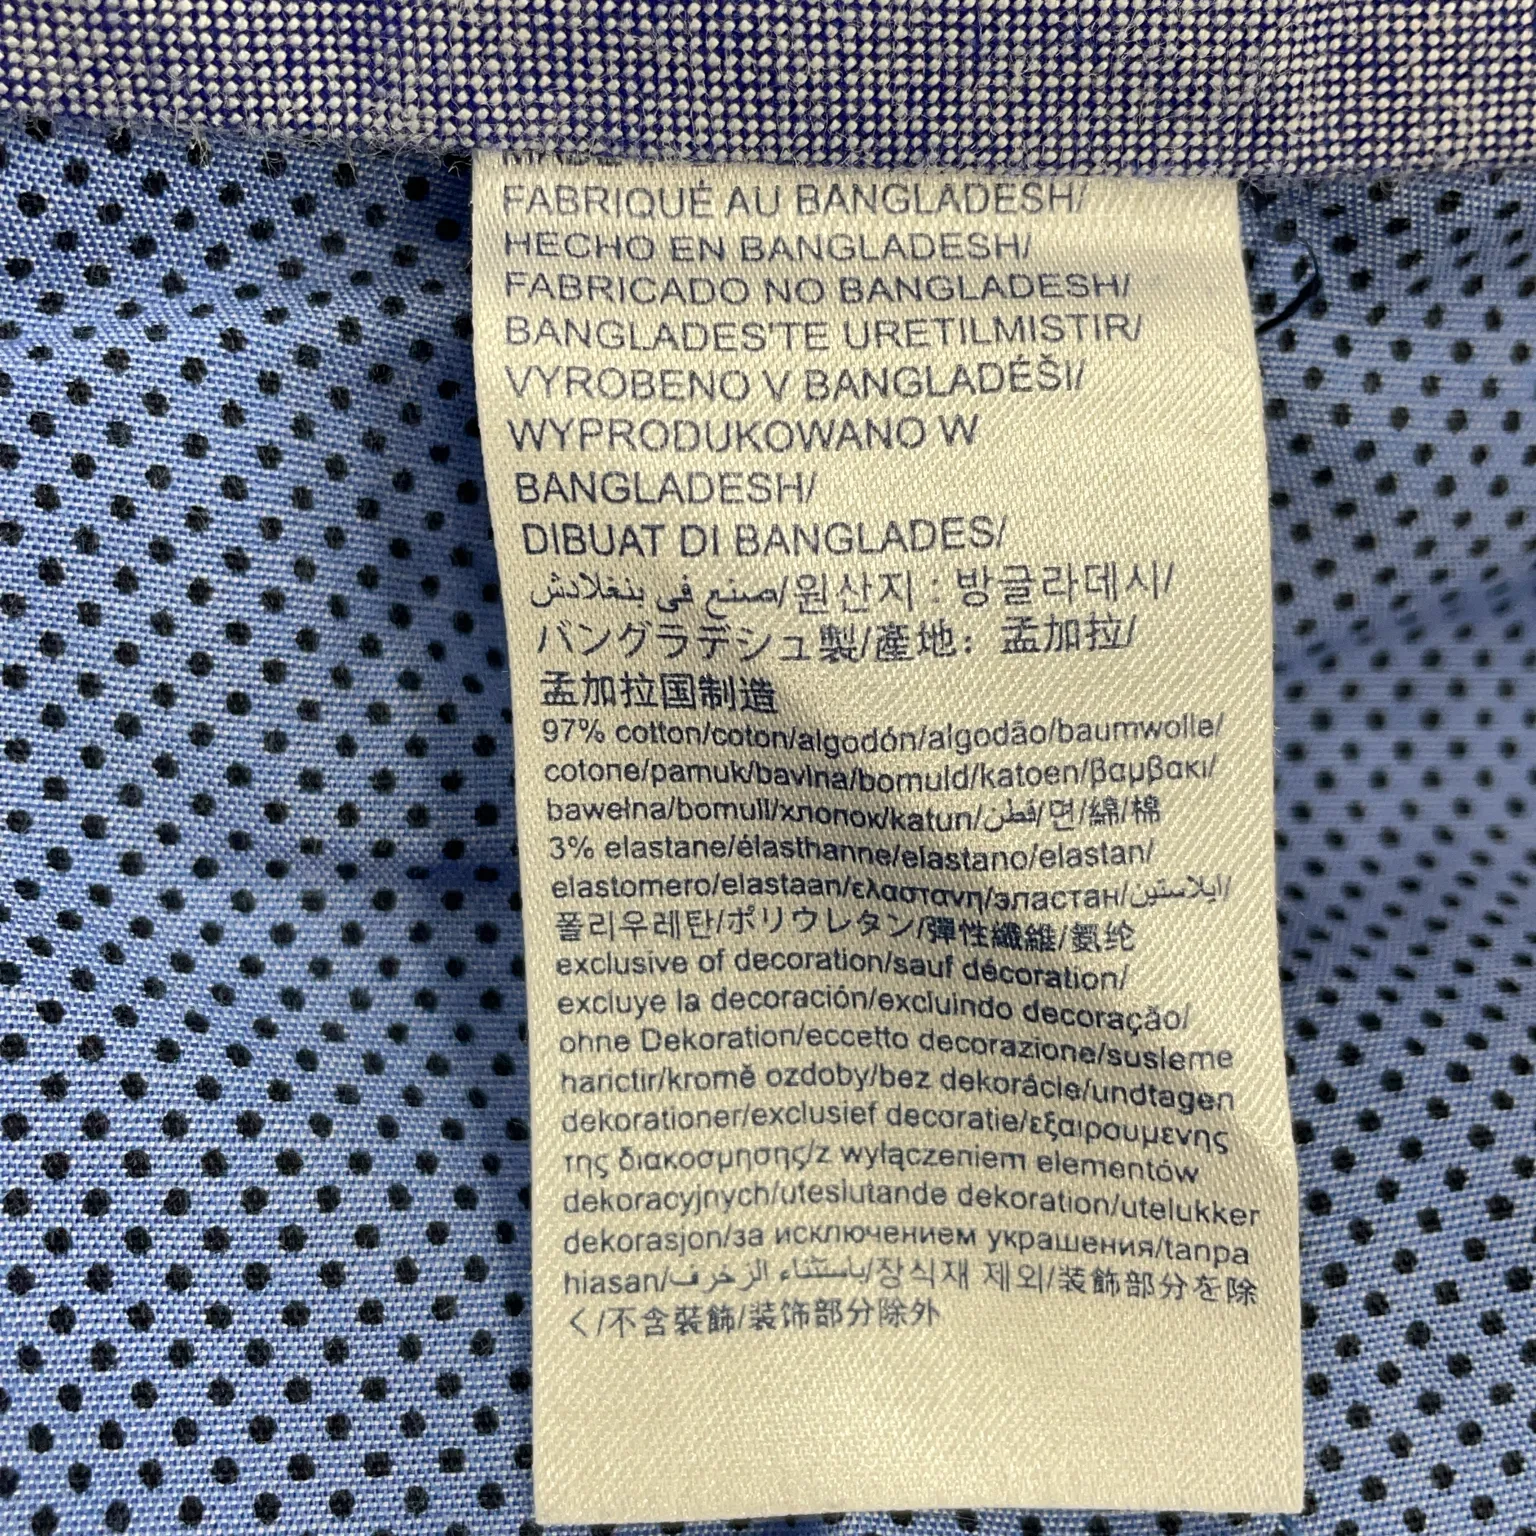 FABRIQUÉ AU BANGLADESH/
HECHO EN BANGLADESH/
FABRICADO NO BANGLADESH/
BANGLADES'TE URETILMISTIR/
VYROBENO V BANGLADÉŠI/
WYPRODUKOWANO W
BANGLADESH/
DIBUAT DI BANGLADES/
صنع في بنغلادش/원산지 : 방글라데시/
バングラデシュ製/產地：孟加拉/
孟加拉国制造
97% cotton/coton/algodón/algodão/baumwolle/
cotone/pamuk/bavlna/bomuld/katoen/βαμβακι/
bawełna/bomull/хлопок/katun/قطن/면/綿/棉
3% elastane/élasthanne/elastano/elastan/
elastomero/elastaan/ελαστανη/эластан/ايلاستين/
폴리우레탄/ポリウレタン/彈性纖維/氨纶
exclusive of decoration/sauf décoration/
excluye la decoración/excluindo decoração/
ohne Dekoration/eccetto decorazione/susleme
harictir/kromě ozdoby/bez dekorácie/undtagen
dekorationer/exclusief decoratie/εξαιρουμενης
της διακοσμησης/z wyłączeniem elementów
dekoracyjnych/uteslutande dekoration/utelukker
dekorasjon/за исключением украшения/tanpa
hiasan/باستثناء الزخرف/장식재 제외/装飾部分を除
く/不含裝飾/装饰部分除外